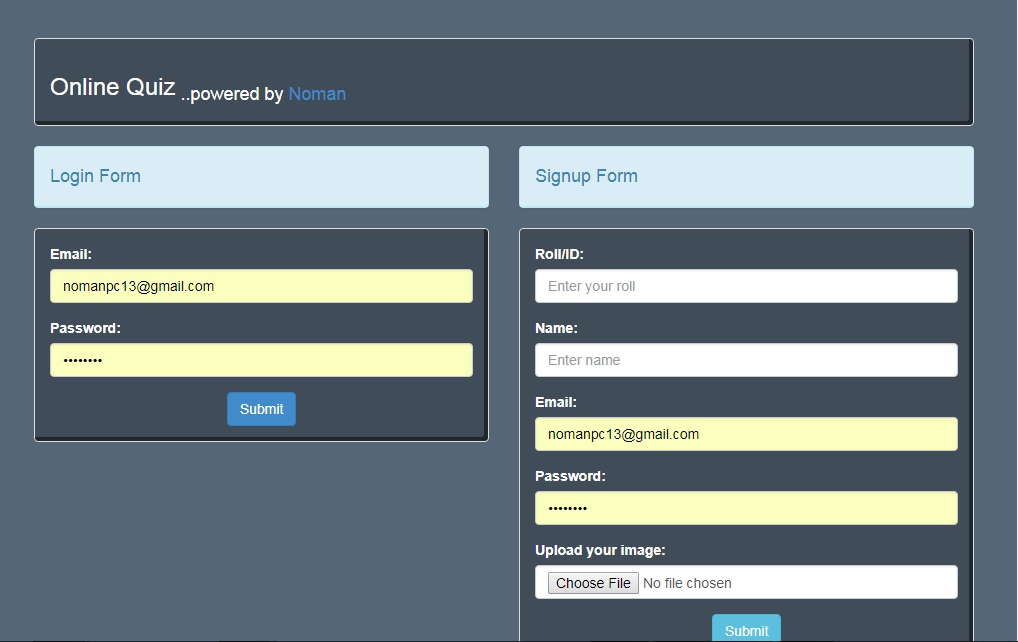 Online Quiz ..powered by Noman
Login Form
Email:
nomanpc13@gmail.com
Password:
••••••••
Submit
Signup Form
Roll/ID:
Enter your roll
Name:
Enter name
Email:
nomanpc13@gmail.com
Password:
••••••••
Upload your image:
Choose File No file chosen
Submit